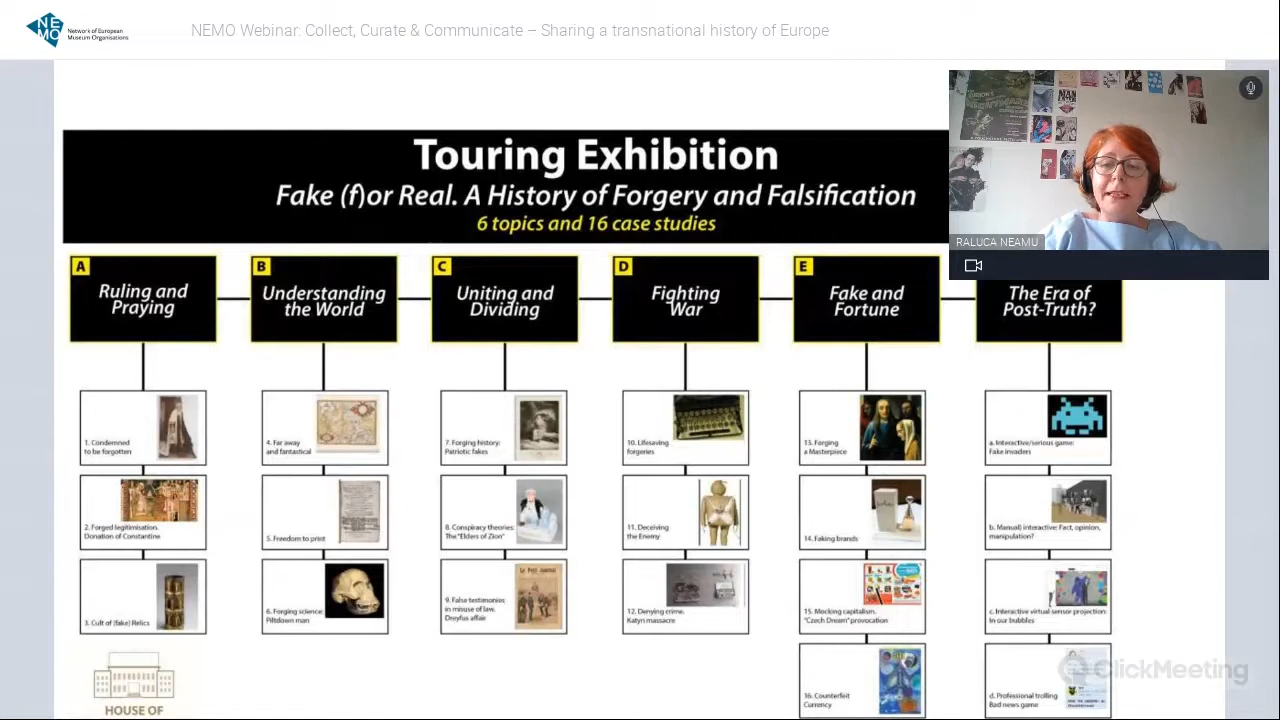 NE
MO
Network of European
Museum Organisations
NEMO Webinar: Collect, Curate & Communicate – Sharing a transnational history of Europe
RALUCA NEAMU
Touring Exhibition
Fake (f)or Real. A History of Forgery and Falsification
6 topics and 16 case studies
A
Ruling and
Praying
B
Understanding
the World
C
Uniting and
Dividing
D
Fighting
War
E
Fake and
Fortune
The Era of
Post-Truth?
1. Condemned
to be forgotten
4. Far away
and fantastical
7. Forging history:
Patriotic fakes
10. Lifesaving
forgeries
13. Forging
a Masterpiece
a. Interactive/serious game:
Fake invaders
2. Forged legitimisation.
Donation of Constantine
5. Freedom to print
8. Conspiracy theories:
The "Elders of Zion"
11. Deceiving
the Enemy
14. Faking brands
b. Manual) interactive: Fact, opinion,
manipulation?
3. Cult of (fake) Relics
6. Forging science:
Piltdown man
Le Petit Journal
9. False testimonies
in misuse of law.
Dreyfus affair
12. Denying crime.
Katyn massacre
15. Mocking capitalism.
"Czech Dream" provocation
c. Interactive virtual sensor projection:
In our bubbles
16. Counterfeit
Currency
d. Professional trolling
Bad news game
HOUSE OF
ClickMeeting